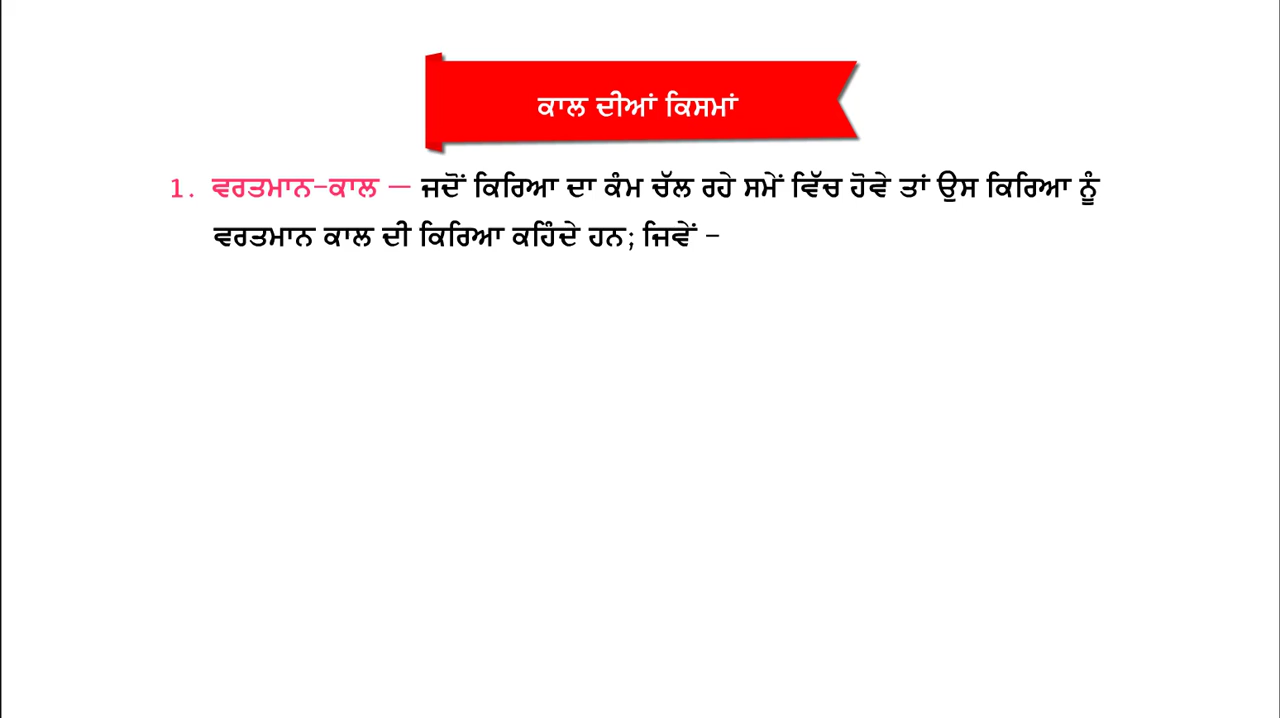 ਕਾਲ ਦੀਆਂ ਕਿਸਮਾਂ
1. ਵਰਤਮਾਨ-ਕਾਲ — ਜਦੋਂ ਕਿਰਿਆ ਦਾ ਕੰਮ ਚੱਲ ਰਹੇ ਸਮੇਂ ਵਿੱਚ ਹੋਵੇ ਤਾਂ ਉਸ ਕਿਰਿਆ ਨੂੰ
ਵਰਤਮਾਨ ਕਾਲ ਦੀ ਕਿਰਿਆ ਕਹਿੰਦੇ ਹਨ; ਜਿਵੇਂ -